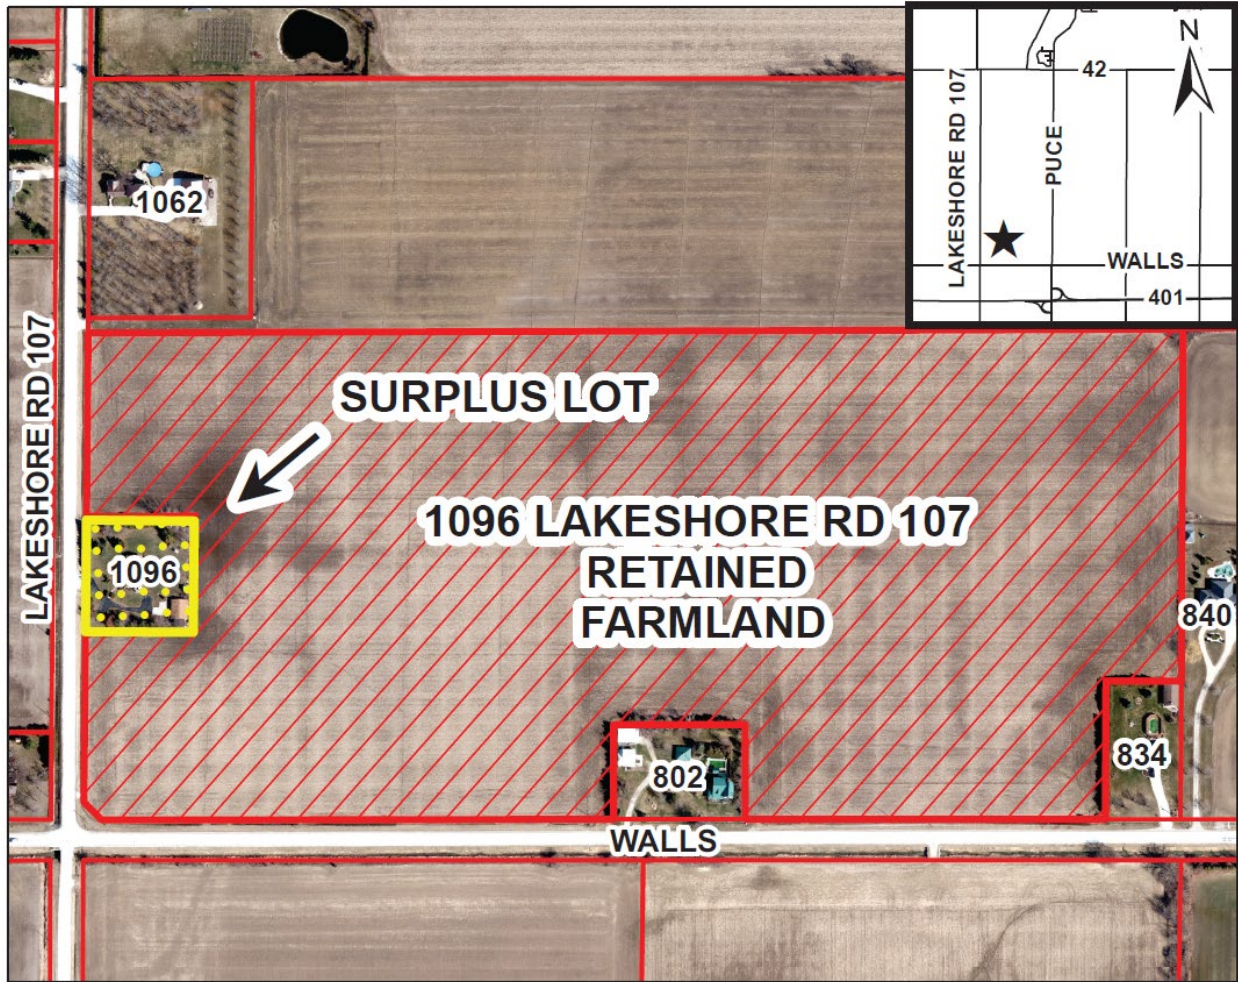 N
42
LAKESHORE RD 107
PUCE
WALLS
401
1062
LAKESHORE RD 107
SURPLUS LOT
1096 LAKESHORE RD 107
RETAINED
FARMLAND
1096
840
834
802
WALLS